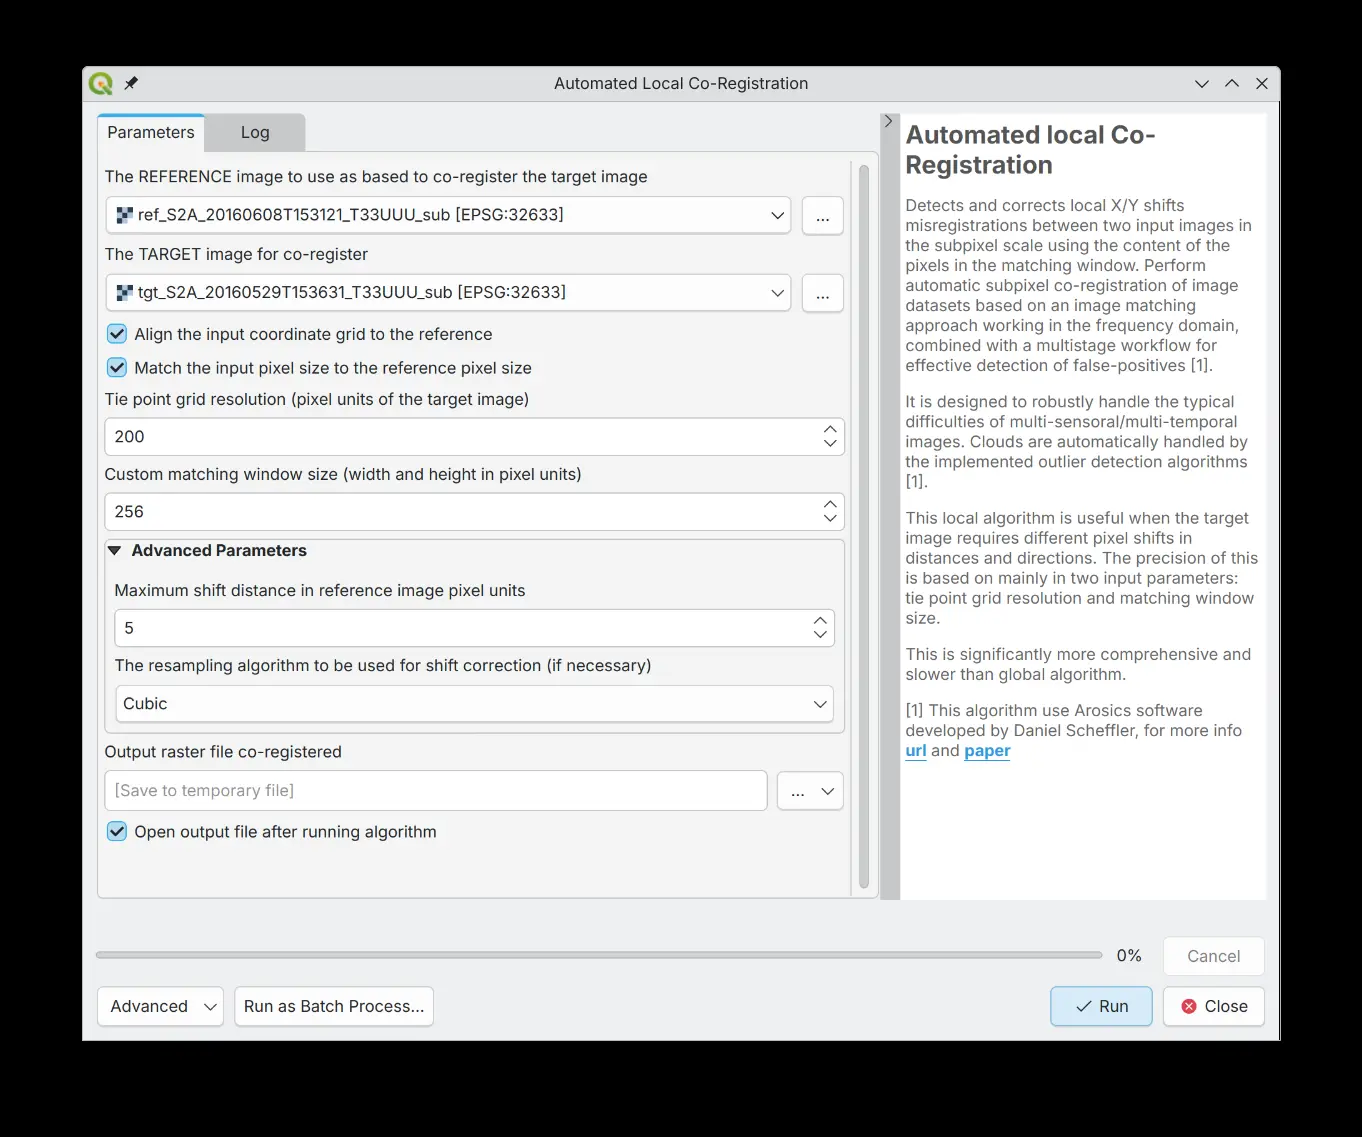 Automated Local Co-Registration
Parameters
Log
The REFERENCE image to use as based to co-register the target image
ref_S2A_20160608T153121_T33UUU_sub [EPSG:32633]
...
The TARGET image for co-register
tgt_S2A_20160529T153631_T33UUU_sub [EPSG:32633]
...
Align the input coordinate grid to the reference
Match the input pixel size to the reference pixel size
Tie point grid resolution (pixel units of the target image)
200
Custom matching window size (width and height in pixel units)
256
Advanced Parameters
Maximum shift distance in reference image pixel units
5
The resampling algorithm to be used for shift correction (if necessary)
Cubic
Output raster file co-registered
[Save to temporary file]
...
Open output file after running algorithm
Automated local Co-
Registration
Detects and corrects local X/Y shifts
misregistrations between two input images in
the subpixel scale using the content of the
pixels in the matching window. Perform
automatic subpixel co-registration of image
datasets based on an image matching
approach working in the frequency domain,
combined with a multistage workflow for
effective detection of false-positives [1].
It is designed to robustly handle the typical
difficulties of multi-sensoral/multi-temporal
images. Clouds are automatically handled by
the implemented outlier detection algorithms
[1].
This local algorithm is useful when the target
image requires different pixel shifts in
distances and directions. The precision of this
is based on mainly in two input parameters:
tie point grid resolution and matching window
size.
This is significantly more comprehensive and
slower than global algorithm.
[1] This algorithm use Arosics software
developed by Daniel Scheffler, for more info
url and paper
0%
Cancel
Advanced
Run as Batch Process...
Run
Close